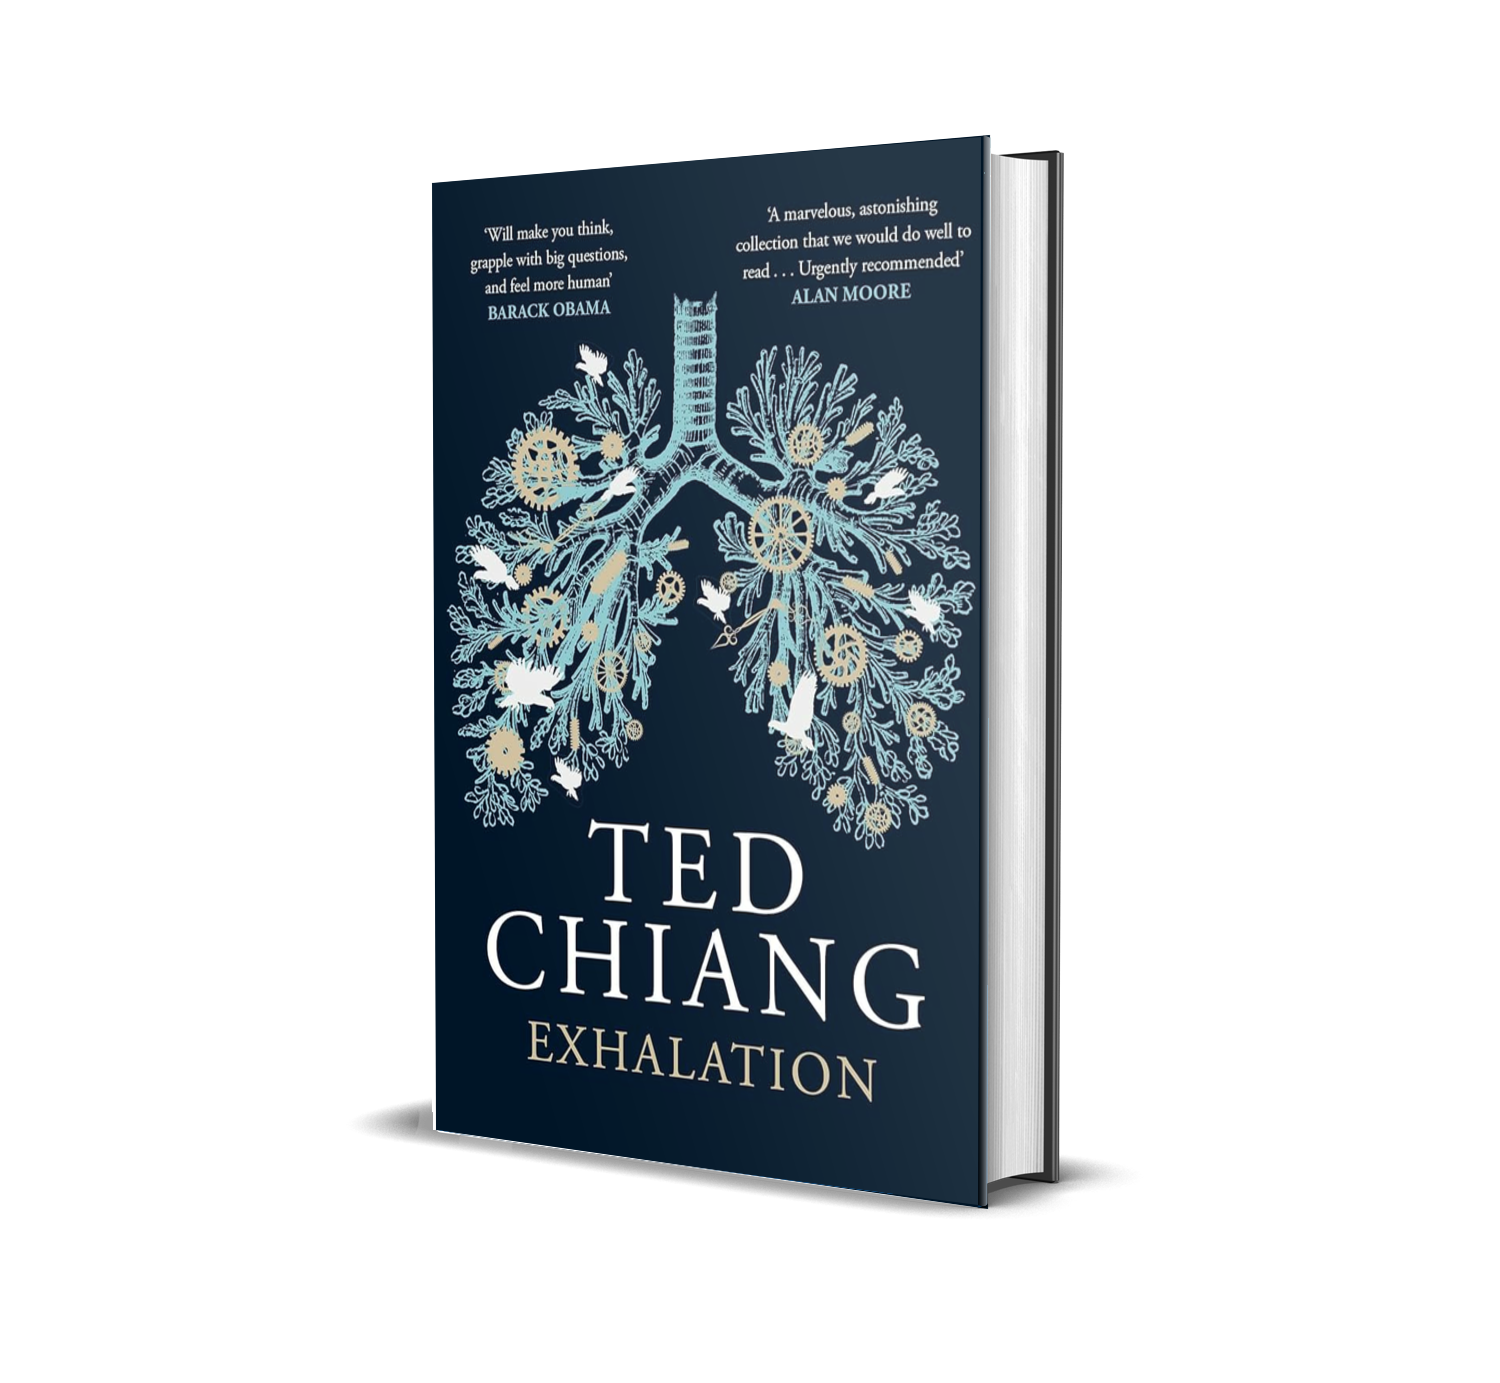 ‘Will make you think,
grapple with big questions,
and feel more human’
BARACK OBAMA
‘A marvelous, astonishing
collection that we would do well to
read . . . Urgently recommended’
ALAN MOORE
TED
CHIANG
EXHALATION